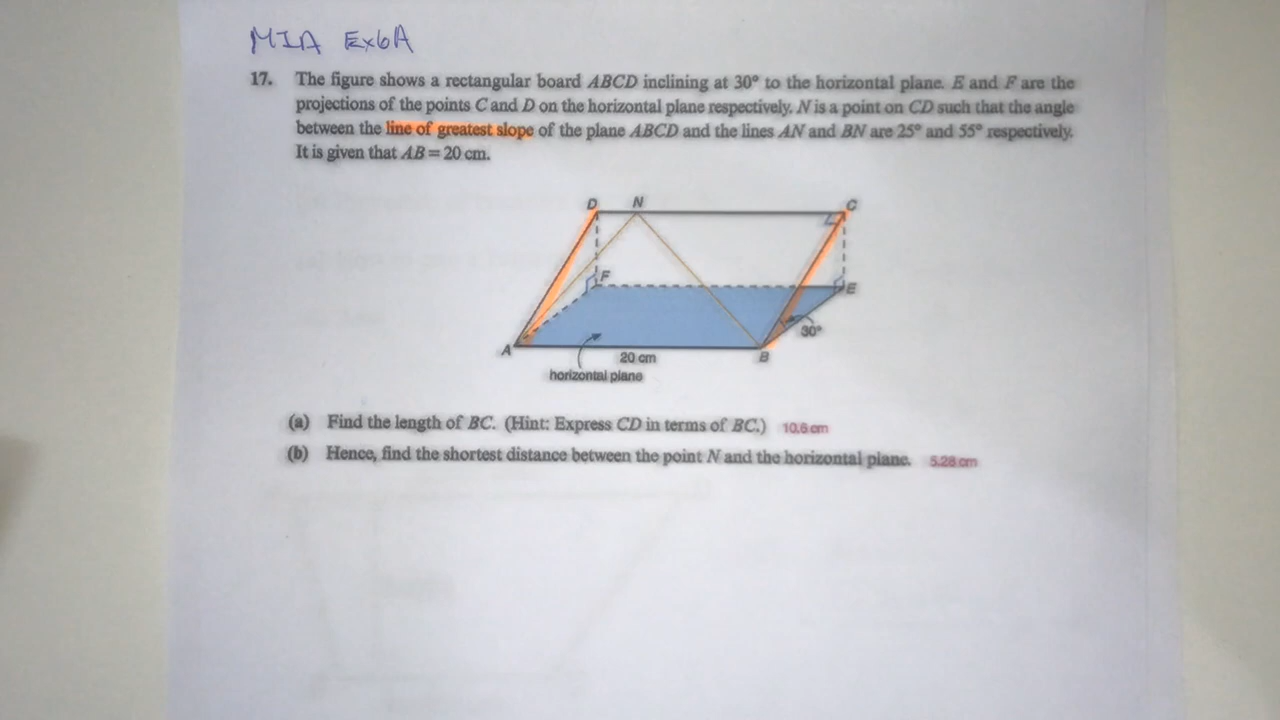 MIA Ex6A
17. The figure shows a rectangular board ABCD inclining at 30° to the horizontal plane. E and F are the
projections of the points C and D on the horizontal plane respectively. N is a point on CD such that the angle
between the line of greatest slope of the plane ABCD and the lines AN and BN are 25° and 55° respectively.
It is given that AB = 20 cm.
D N C
F
E
30°
A
20 cm
B
horizontal plane
(a) Find the length of BC. (Hint: Express CD in terms of BC.) 10.6 cm
(b) Hence, find the shortest distance between the point N and the horizontal plane. 5.28 cm